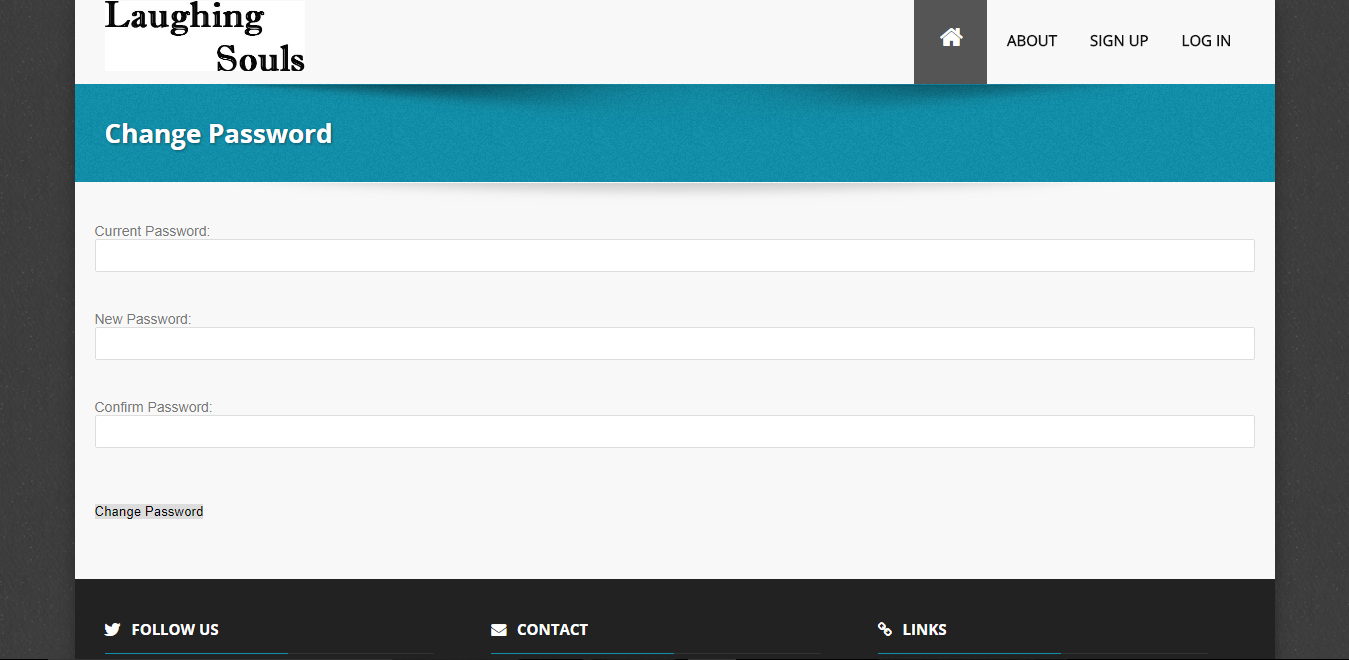 Laughing
Souls
ABOUT
SIGN UP
LOG IN
Change Password
Current Password:
New Password:
Confirm Password:
Change Password
FOLLOW US
CONTACT
LINKS